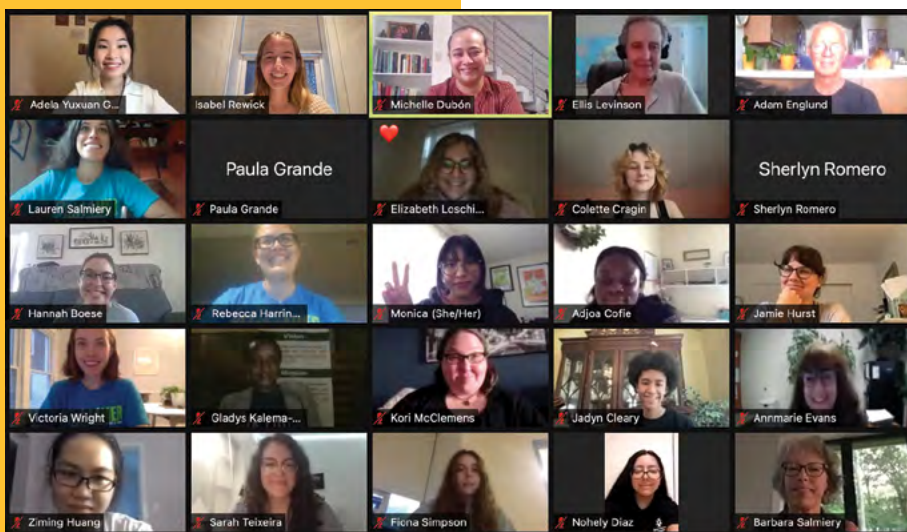 Adela Yuxuan G...
Isabel Rewick
Michelle Dubón
Ellis Levinson
Adam Englund
Lauren Salmiery
Paula Grande
Paula Grande
Elizabeth Loschi...
Colette Cragin
Sherlyn Romero
Sherlyn Romero
Hannah Boese
Rebecca Harrin...
Monica (She/Her)
Adjoa Cofie
Jamie Hurst
Victoria Wright
Gladys Kalema-...
Kori McClemens
Jadyn Cleary
Annmarie Evans
Ziming Huang
Sarah Teixeira
Fiona Simpson
Nohely Diaz
Barbara Salmiery